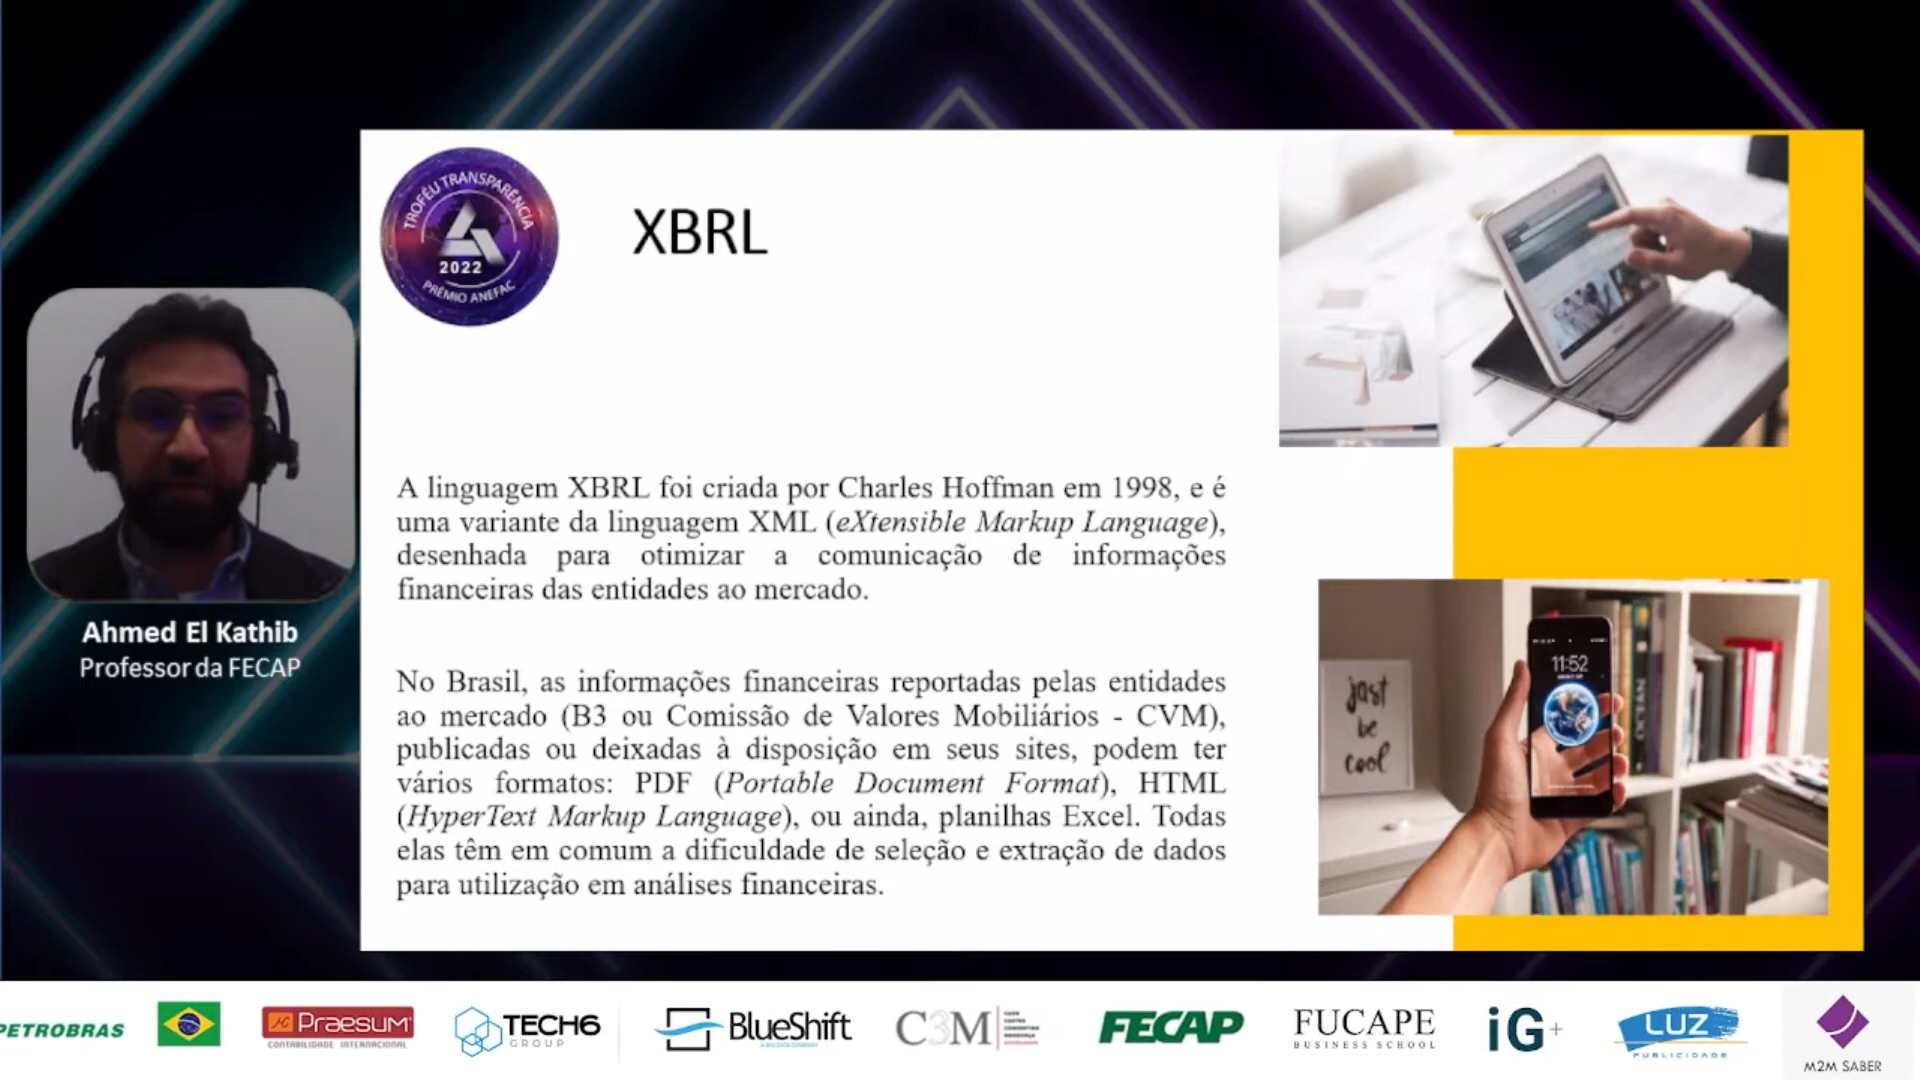 TROFÉU TRANSPARÊNCIA
2022
PRÊMIO ANEFAC
XBRL
A linguagem XBRL foi criada por Charles Hoffman em 1998, e é
uma variante da linguagem XML (eXtensible Markup Language),
desenhada para otimizar a comunicação de informações
financeiras das entidades ao mercado.
No Brasil, as informações financeiras reportadas pelas entidades
ao mercado (B3 ou Comissão de Valores Mobiliários - CVM),
publicadas ou deixadas à disposição em seus sites, podem ter
vários formatos: PDF (Portable Document Format), HTML
(HyperText Markup Language), ou ainda, planilhas Excel. Todas
elas têm em comum a dificuldade de seleção e extração de dados
para utilização em análises financeiras.
Ahmed El Kathib
Professor da FECAP
11:52
just
be
cool
PETROBRAS
Praesum
CONTABILIDADE INTERNACIONAL
TECH6
GROUP
BlueShift
C3M
FECAP
FUCAPE
BUSINESS SCHOOL
iG+
LUZ
PUBLICIDADE
M2M SABER